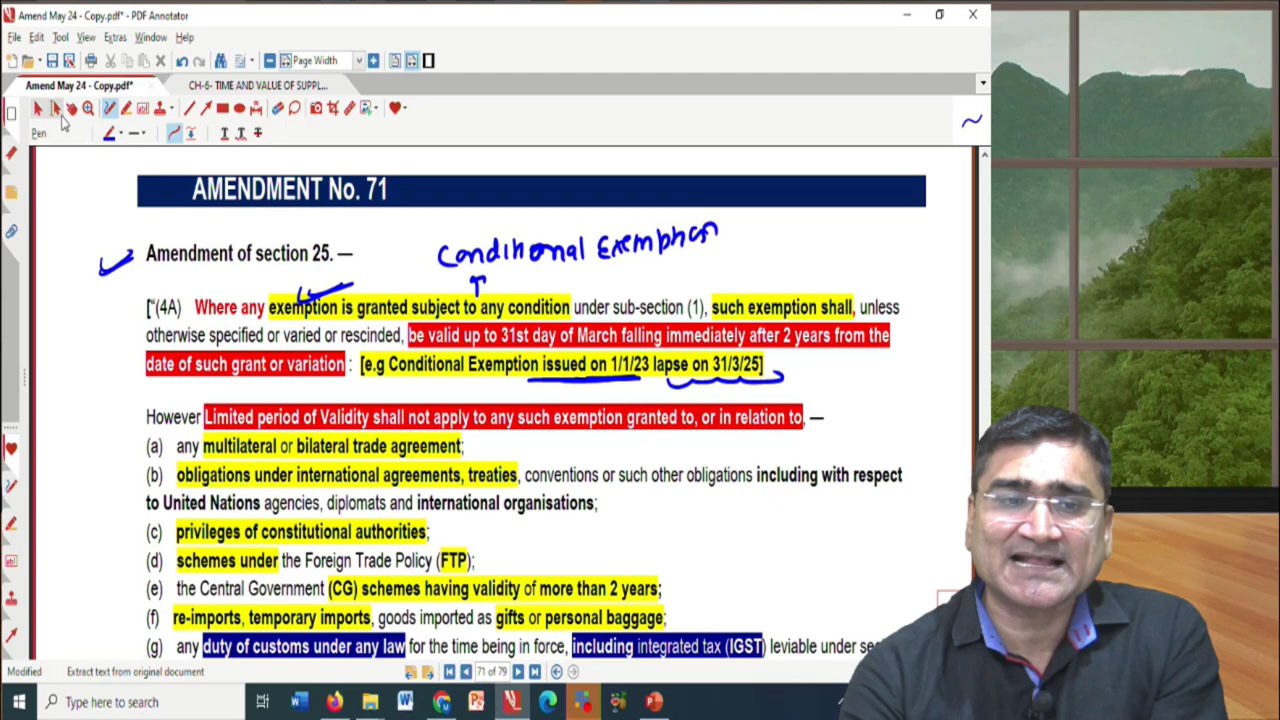 Amend May 24 - Copy.pdf* - PDF Annotator
File Edit Tool View Extras Window Help
Page Width
Amend May 24 - Copy.pdf* CH-6- TIME AND VALUE OF SUPPL...
Pen
AMENDMENT No. 71
Conditional Exemption
Amendment of section 25. —
[“(4A) Where any exemption is granted subject to any condition under sub-section (1), such exemption shall, unless
otherwise specified or varied or rescinded, be valid up to 31st day of March falling immediately after 2 years from the
date of such grant or variation : [e.g Conditional Exemption issued on 1/1/23 lapse on 31/3/25]
However Limited period of Validity shall not apply to any such exemption granted to, or in relation to, —
(a) any multilateral or bilateral trade agreement;
(b) obligations under international agreements, treaties, conventions or such other obligations including with respect
to United Nations agencies, diplomats and international organisations;
(c) privileges of constitutional authorities;
(d) schemes under the Foreign Trade Policy (FTP);
(e) the Central Government (CG) schemes having validity of more than 2 years;
(f) re-imports, temporary imports, goods imported as gifts or personal baggage;
(g) any duty of customs under any law for the time being in force, including integrated tax (IGST) leviable under
Modified Extract text from original document 71 of 79
Type here to search